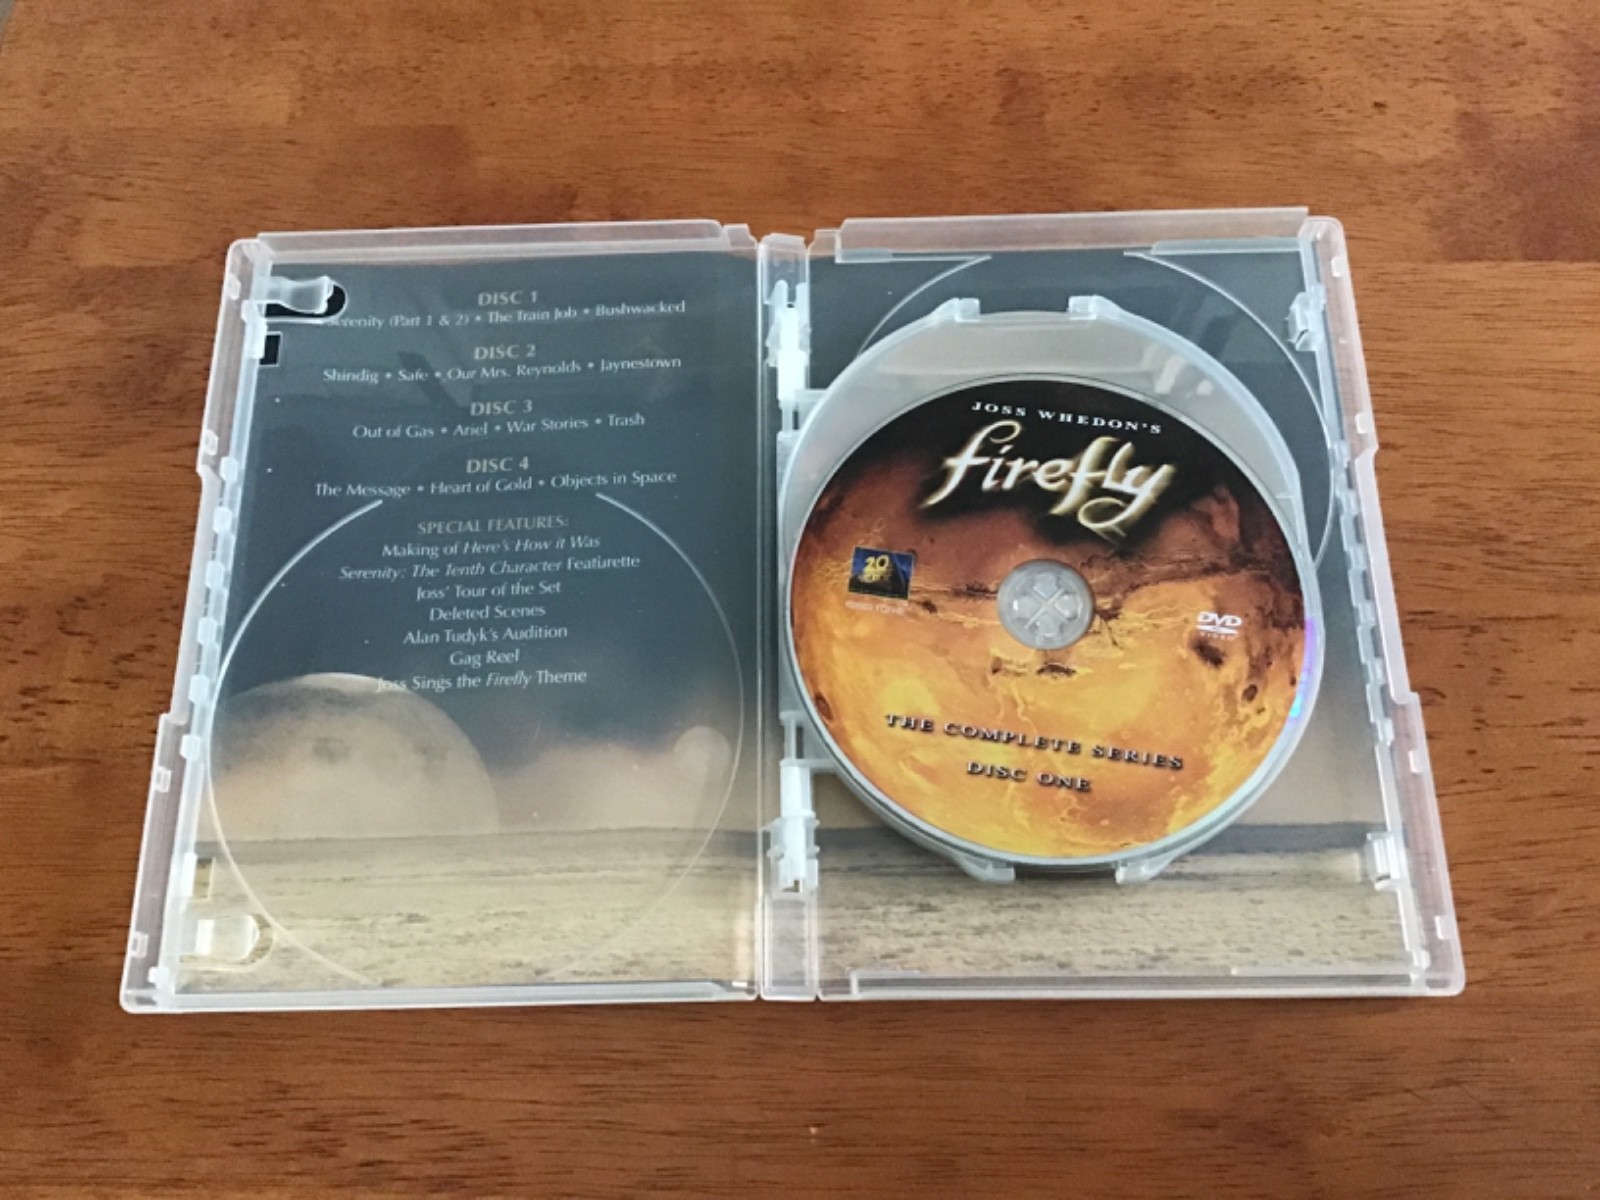 DISC 1
Serenity (Part 1 & 2) • The Train Job • Bushwacked
DISC 2
Shindig • Safe • Our Mrs. Reynolds • Jaynestown
DISC 3
Out of Gas • Ariel • War Stories • Trash
DISC 4
The Message • Heart of Gold • Objects in Space
SPECIAL FEATURES:
Making of Here's How it Was
Serenity: The Tenth Character Featurette
Joss' Tour of the Set
Deleted Scenes
Alan Tudyk's Audition
Gag Reel
Joss Sings the Firefly Theme
JOSS WHEDON'S
firefly
20
DVD
VIDEO
THE COMPLETE SERIES
DISC ONE